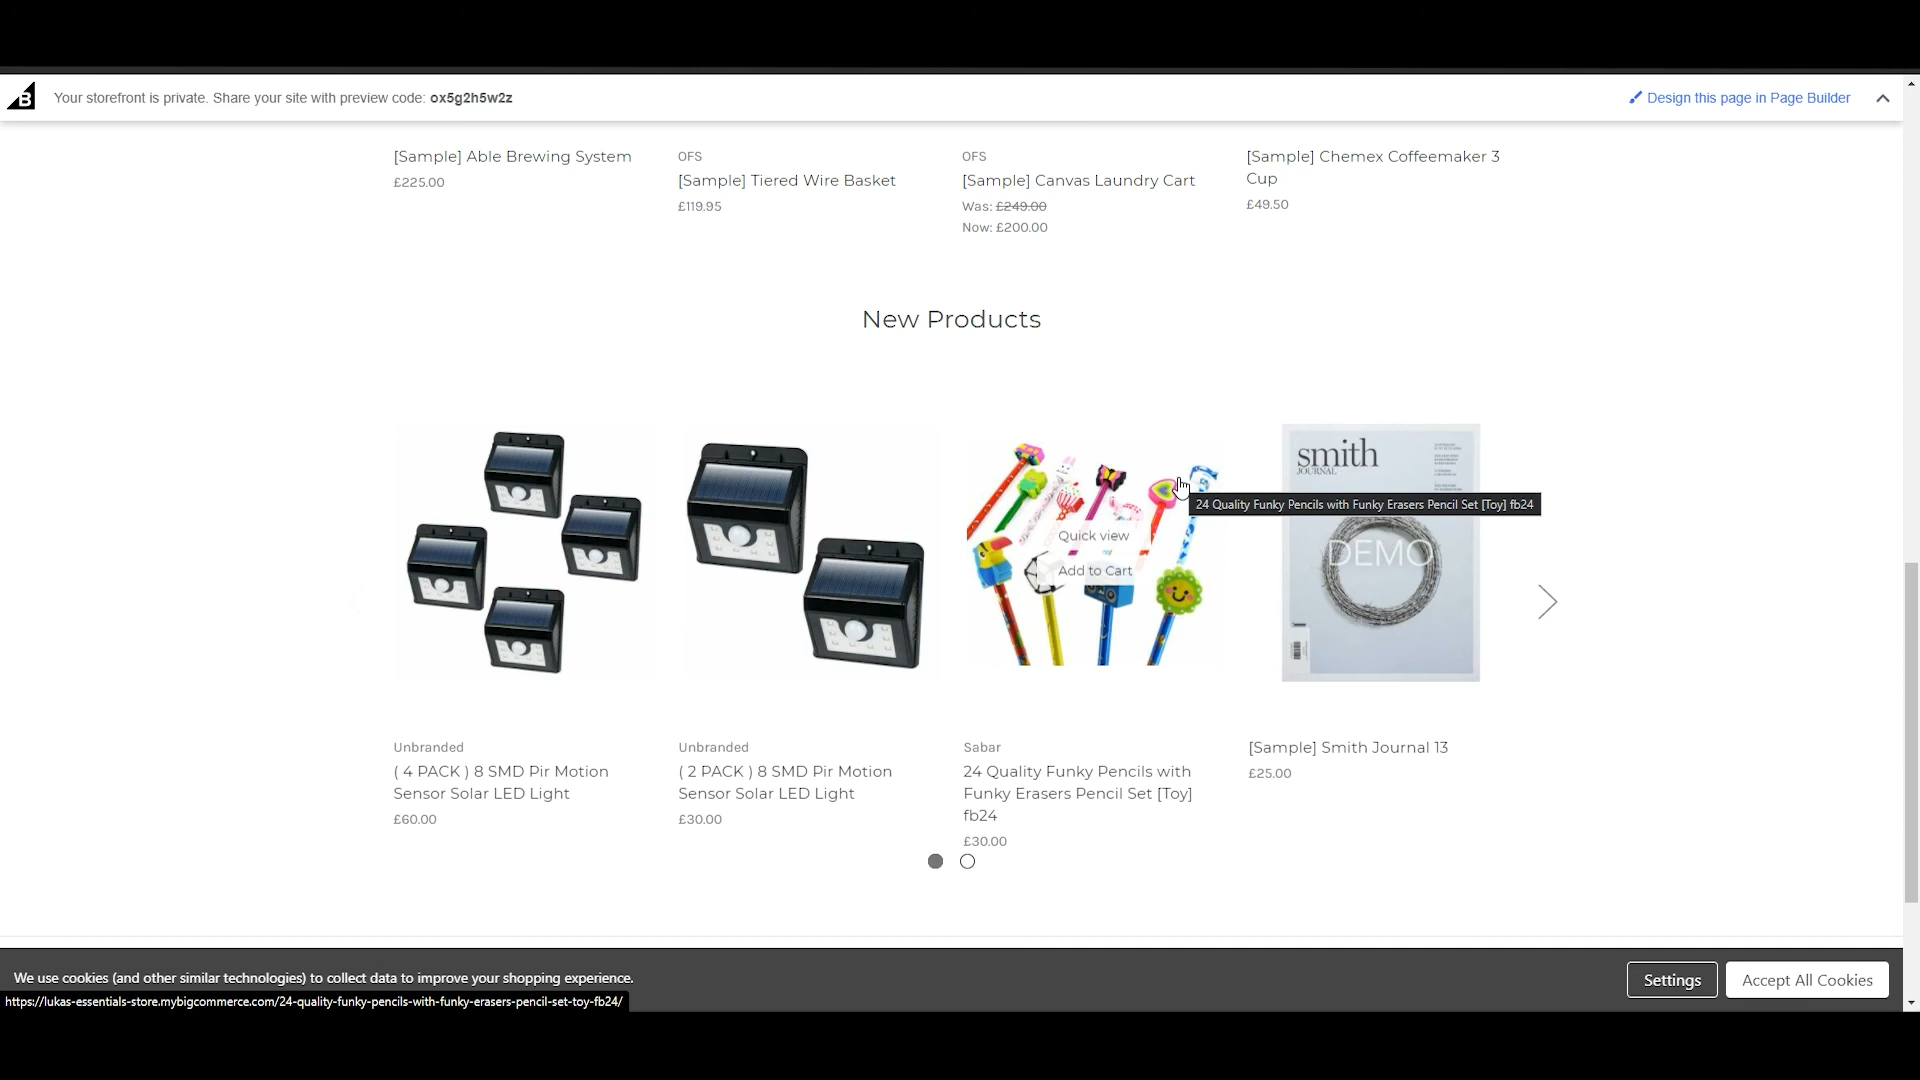 Your storefront is private. Share your site with preview code: ox5g2h5w2z
Design this page in Page Builder
[Sample] Able Brewing System
£225.00
OFS
[Sample] Tiered Wire Basket
£119.95
OFS
[Sample] Canvas Laundry Cart
Was: £249.00
Now: £200.00
[Sample] Chemex Coffeemaker 3
Cup
£49.50
New Products
Quick view
Add to Cart
24 Quality Funky Pencils with Funky Erasers Pencil Set [Toy] fb24
smith
JOURNAL
DEMO
Unbranded
( 4 PACK ) 8 SMD Pir Motion
Sensor Solar LED Light
£60.00
Unbranded
( 2 PACK ) 8 SMD Pir Motion
Sensor Solar LED Light
£30.00
Sabar
24 Quality Funky Pencils with
Funky Erasers Pencil Set [Toy]
fb24
£30.00
[Sample] Smith Journal 13
£25.00
We use cookies (and other similar technologies) to collect data to improve your shopping experience.
Settings
Accept All Cookies
https://lukas-essentials-store.mybigcommerce.com/24-quality-funky-pencils-with-funky-erasers-pencil-set-toy-fb24/